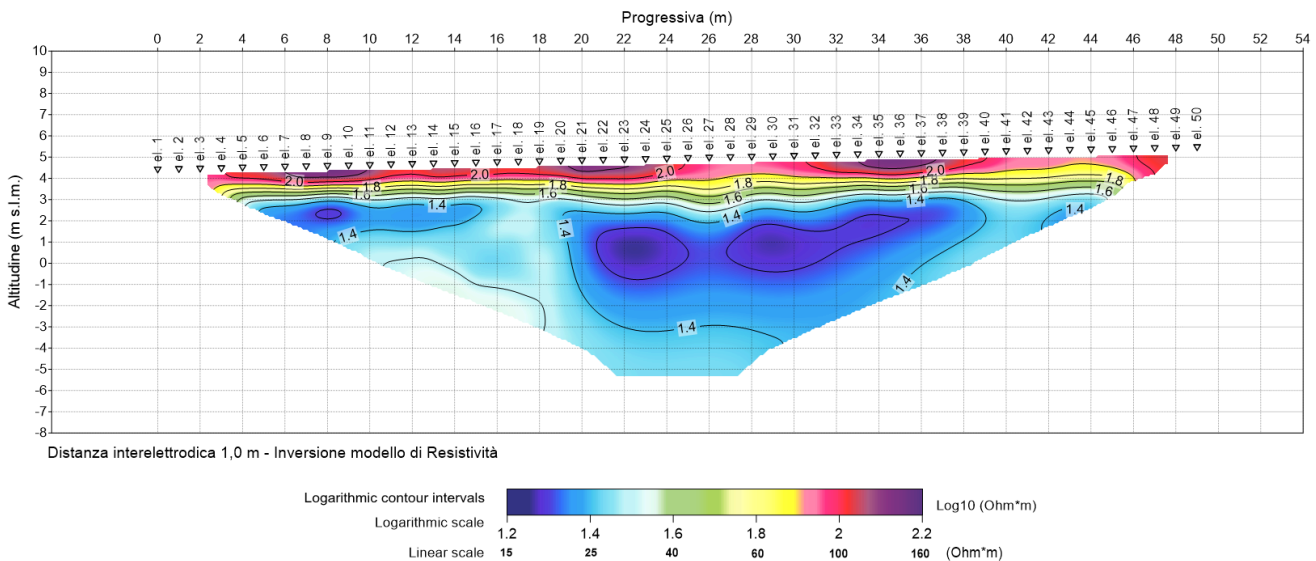 Progressiva (m)
0 2 4 6 8 10 12 14 16 18 20 22 24 26 28 30 32 34 36 38 40 42 44 46 48 50 52 54
10
9
8
7
6
5
4
3
2
1
0
-1
-2
-3
-4
-5
-6
-7
-8
Altitudine (m s.l.m.)
el. 1 el. 2 el. 3 el. 4 el. 5 el. 6 el. 7 el. 8 el. 9 el. 10 el. 11 el. 12 el. 13 el. 14 el. 15 el. 16 el. 17 el. 18 el. 19 el. 20 el. 21 el. 22 el. 23 el. 24 el. 25 el. 26 el. 27 el. 28 el. 29 el. 30 el. 31 el. 32 el. 33 el. 34 el. 35 el. 36 el. 37 el. 38 el. 39 el. 40 el. 41 el. 42 el. 43 el. 44 el. 45 el. 46 el. 47 el. 48 el. 49 el. 50
2.0 1.8 2.0 1.8 2.0 1.8 1.8 1.8
1.6 1.6 1.6 1.6 1.6
1.4 1.4 1.4 1.4
1.4 1.4
1.4
1.4
Distanza interelettrodica 1,0 m - Inversione modello di Resistività
Logarithmic contour intervals
Log10 (Ohm*m)
Logarithmic scale
1.2 1.4 1.6 1.8 2 2.2
Linear scale 15 25 40 60 100 160 (Ohm*m)